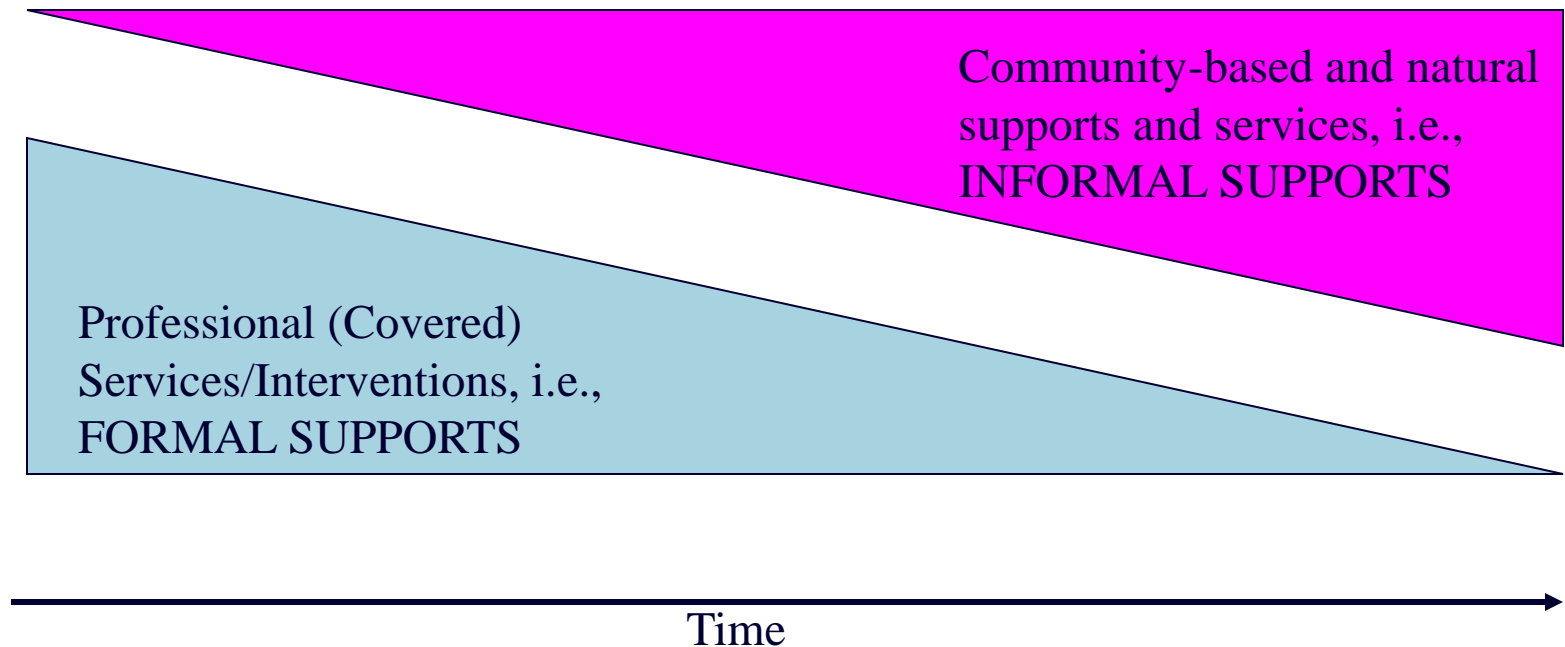 Community-based and natural
supports and services, i.e.,
INFORMAL SUPPORTS
Professional (Covered)
Services/Interventions, i.e.,
FORMAL SUPPORTS
Time